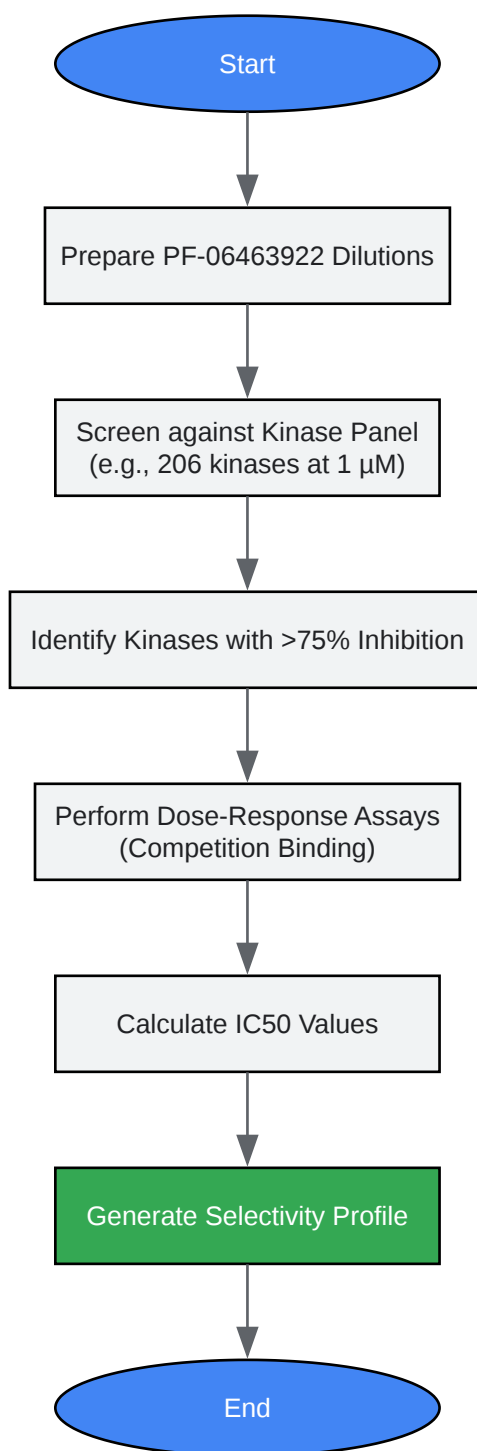 Start
Prepare PF-06463922 Dilutions
Screen against Kinase Panel
(e.g., 206 kinases at 1 µM)
Identify Kinases with >75% Inhibition
Perform Dose-Response Assays
(Competition Binding)
Calculate IC50 Values
Generate Selectivity Profile
End